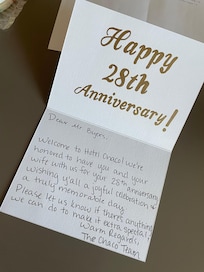 Happy
28th
Anniversary!
Dear Mr. Bryan,
Welcome to Hotel Chaco! We're
honored to have you and your
wife with us for your 28th anniversary
wishing y'all a joyful celebration &
a truly memorable day.
Please let us know if there's anything
we can do to make it extra special!
Warm Regards,
The Chaco Team